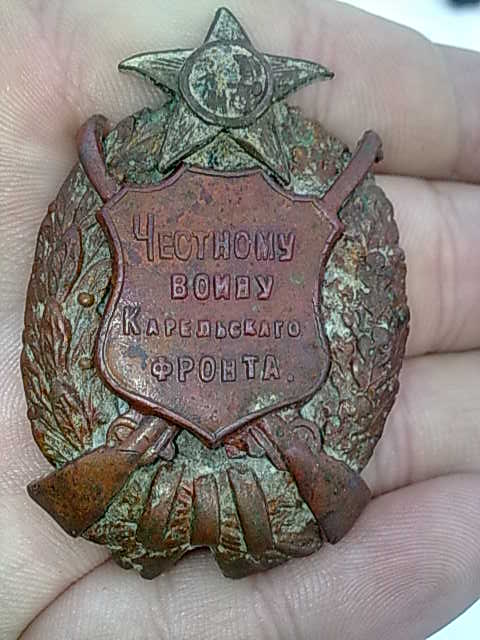 Честному
воину
Карельскаго
фронта.